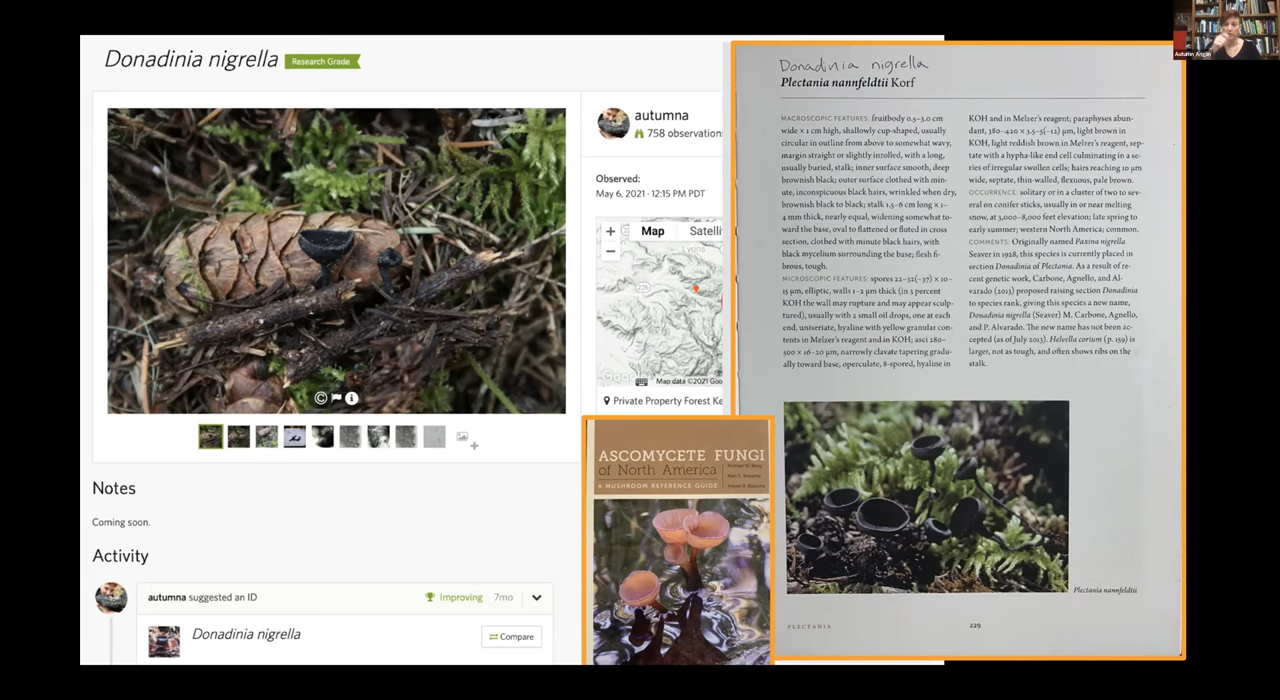 Donadinia nigrella
Research Grade
autumna
758 observations
Observed:
May 6, 2021 · 12:15 PM PDT
+
Map
Satelli
−
Lyons
226
226
Google
Map data ©2021 Goo
Private Property Forest Ke
Notes
Coming soon.
Activity
autumna suggested an ID
Improving
7mo
Donadinia nigrella
Compare
ASCOMYCETE FUNGI
of North America
A MUSHROOM REFERENCE GUIDE
Donadinia nigrella
Plectania nannfeldtii Korf
MACROSCOPIC FEATURES: fruitbody 0.5–3.0 cm
wide × 1 cm high, shallowly cup-shaped, usually
circular in outline from above to somewhat wavy,
margin straight or slightly inrolled, with a long,
usually buried, stalk; inner surface smooth, deep
brownish black; outer surface clothed with min-
ute, inconspicuous black hairs, wrinkled when dry,
brownish black to black; stalk 1.5–6 cm long × 1–
4 mm thick, nearly equal, widening somewhat to-
ward the base, oval to flattened or fluted in cross
section, clothed with minute black hairs, with
black mycelium surrounding the base; flesh fi-
brous, tough.
MICROSCOPIC FEATURES: spores 22–32(–37) × 10–
15 µm, elliptic, walls 1–2 µm thick (in 3 percent
KOH the wall may rupture and may appear sculp-
tured), usually with 2 small oil drops, one at each
end, uniseriate, hyaline with yellow granular con-
tents in Melzer's reagent and in KOH; asci 280–
500 × 16–20 µm, narrowly clavate tapering gradu-
ally toward base, operculate, 8-spored, hyaline in
KOH and in Melzer's reagent; paraphyses abun-
dant, 380–420 × 3.5–5(–12) µm, light brown in
KOH, light reddish brown in Melzer's reagent, sep-
tate with a hypha-like end cell culminating in a se-
ries of irregular swollen cells; hairs reaching 10 µm
wide, septate, thin-walled, flexuous, pale brown.
OCCURRENCE: solitary or in a cluster of two to sev-
eral on conifer sticks, usually in or near melting
snow, at 3,000–8,000 feet elevation; late spring to
early summer; western North America; common.
COMMENTS: Originally named Paxina nigrella
Seaver in 1928, this species is currently placed in
section Donadinia of Plectania. As a result of re-
cent genetic work, Carbone, Agnello, and Al-
varado (2013) proposed raising section Donadinia
to species rank, giving this species a new name,
Donadinia nigrella (Seaver) M. Carbone, Agnello,
and P. Alvarado. The new name has not been ac-
cepted (as of July 2013). Helvella corium (p. 159) is
larger, not as tough, and often shows ribs on the
stalk.
Plectania nannfeldtii
PLECTANIA
229
Autumn Anglin